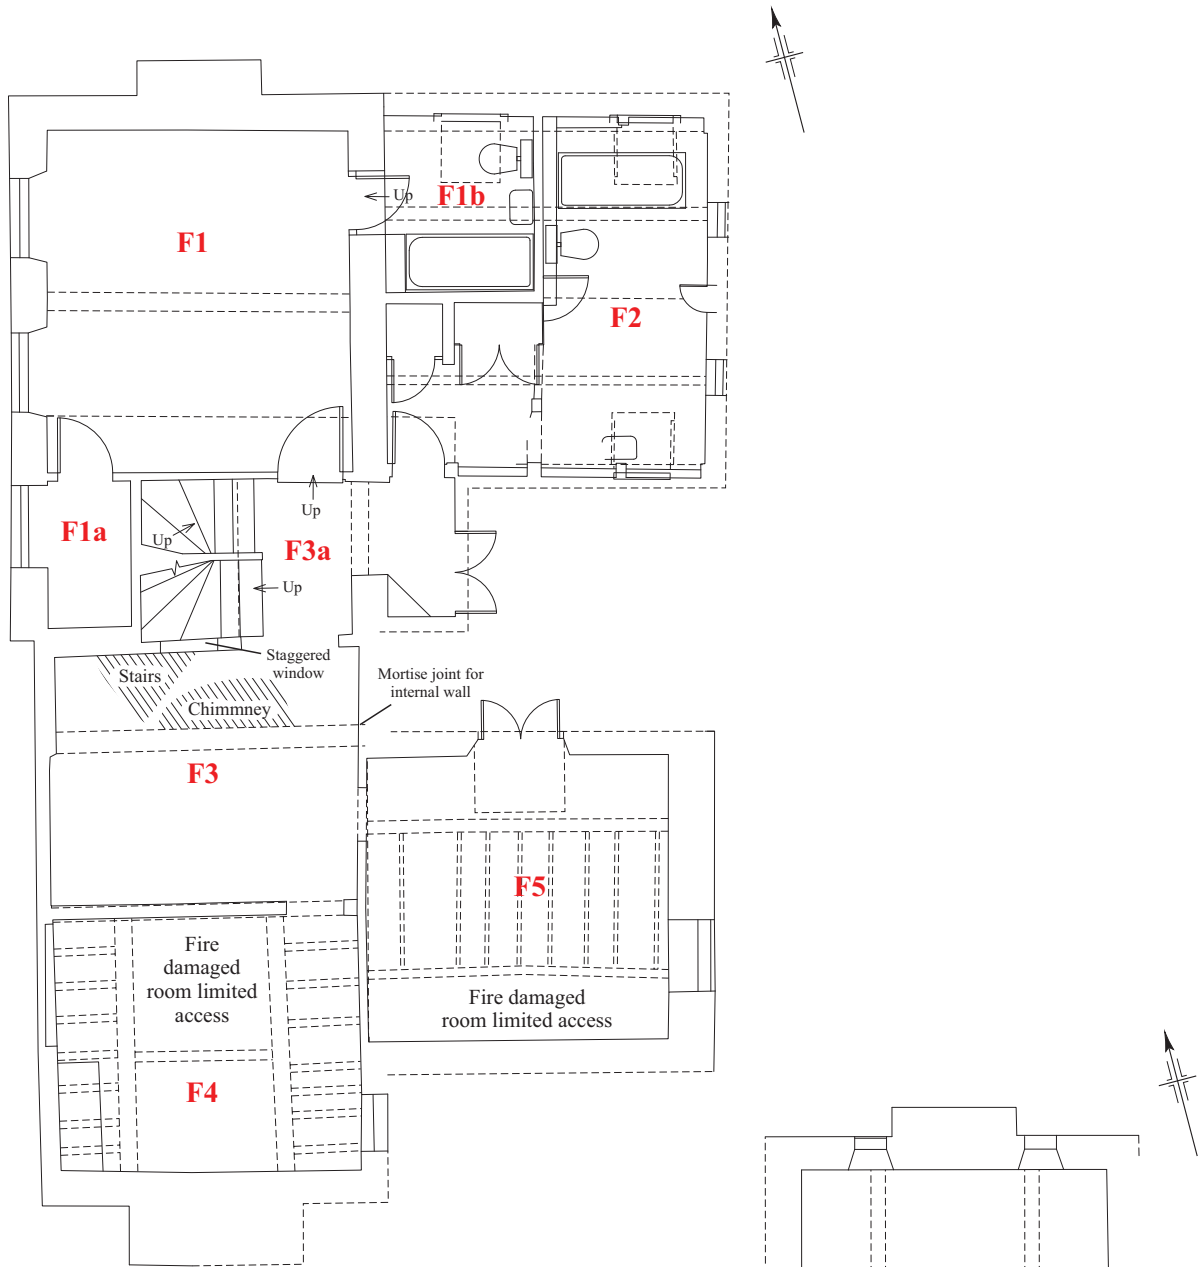 Up
F1b
F1
F2
Up
F1a
Up
F3a
Up
Staggered
window
Stairs
Mortise joint for
internal wall
Chimmney
F3
F5
Fire
damaged
room limited
access
Fire damaged
room limited access
F4